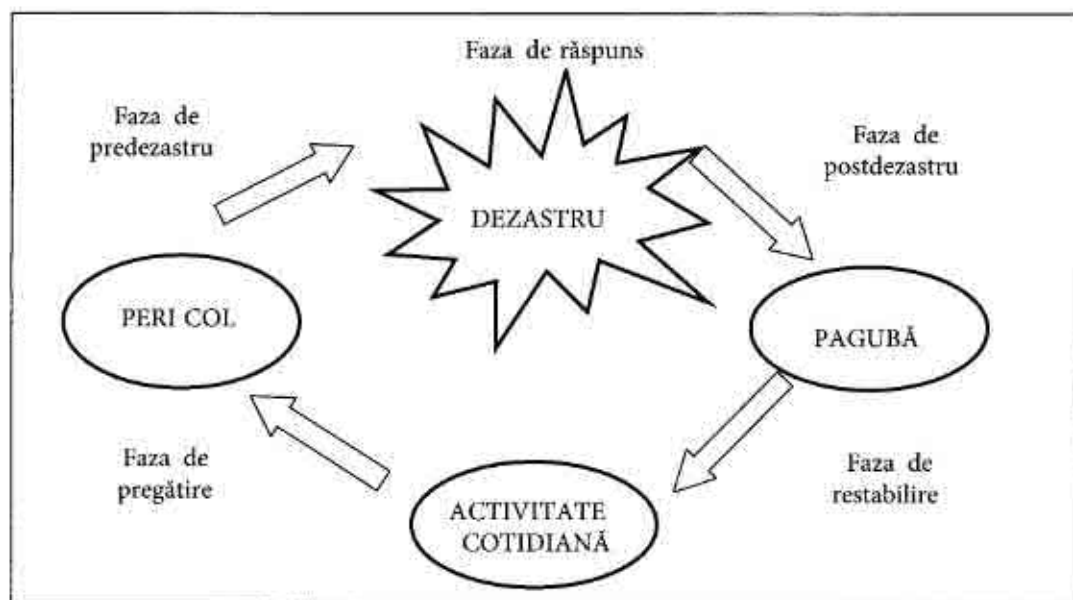 Faza de răspuns
Faza de
predezastru
Faza de
postdezastru
DEZASTRU
PERI COL
PAGUBĂ
Faza de
pregătire
Faza de
restabilire
ACTIVITATE
COTIDIANĂ